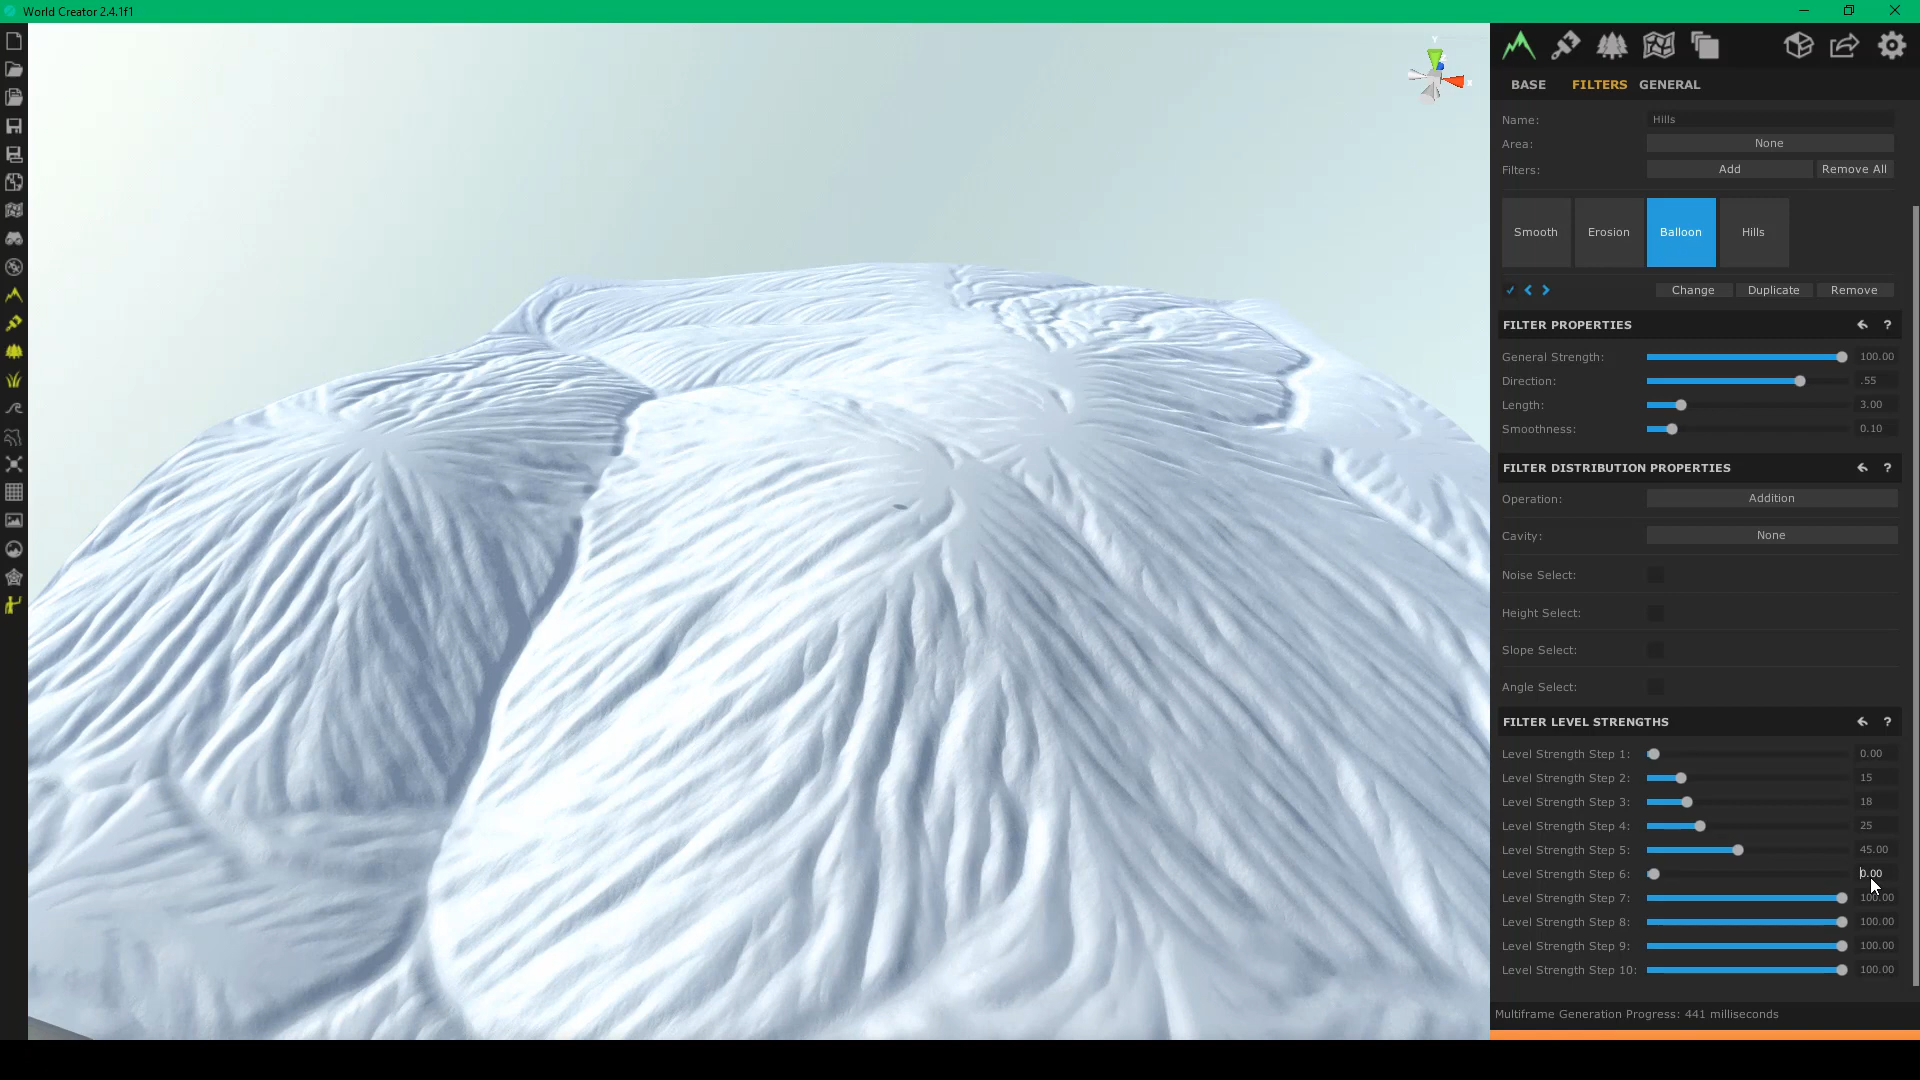 World Creator 2.4.1f1
Y
x
BASE FILTERS GENERAL
Name: Hills
Area: None
Filters: Add Remove All
Smooth Erosion Balloon Hills
Change Duplicate Remove
FILTER PROPERTIES ?
General Strength: 100.00
Direction: .55
Length: 3.00
Smoothness: 0.10
FILTER DISTRIBUTION PROPERTIES ?
Operation: Addition
Cavity: None
Noise Select:
Height Select:
Slope Select:
Angle Select:
FILTER LEVEL STRENGTHS ?
Level Strength Step 1: 0.00
Level Strength Step 2: 15
Level Strength Step 3: 18
Level Strength Step 4: 25
Level Strength Step 5: 45.00
Level Strength Step 6: 0.00
Level Strength Step 7: 100.00
Level Strength Step 8: 100.00
Level Strength Step 9: 100.00
Level Strength Step 10: 100.00
Multiframe Generation Progress: 441 milliseconds